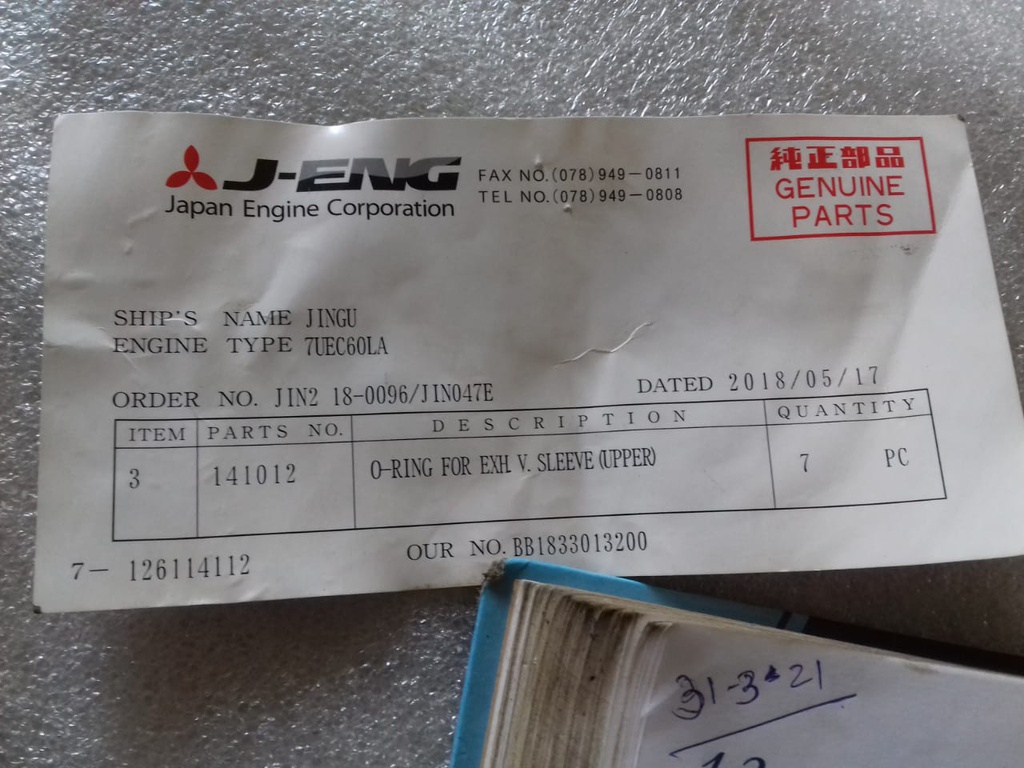 J-ENG
Japan Engine Corporation
FAX NO.(078)949-0811
TEL NO.(078)949-0808
純正部品
GENUINE
PARTS
SHIP'S NAME JINGU
ENGINE TYPE 7UEC60LA
ORDER NO. JIN2 18-0096/JIN047E
DATED 2018/05/17
ITEM PARTS NO. DESCRIPTION QUANTITY
3 141012 O-RING FOR EXH. V. SLEEVE (UPPER) 7 PC
7- 126114112
OUR NO. BB1833013200
31-3-21